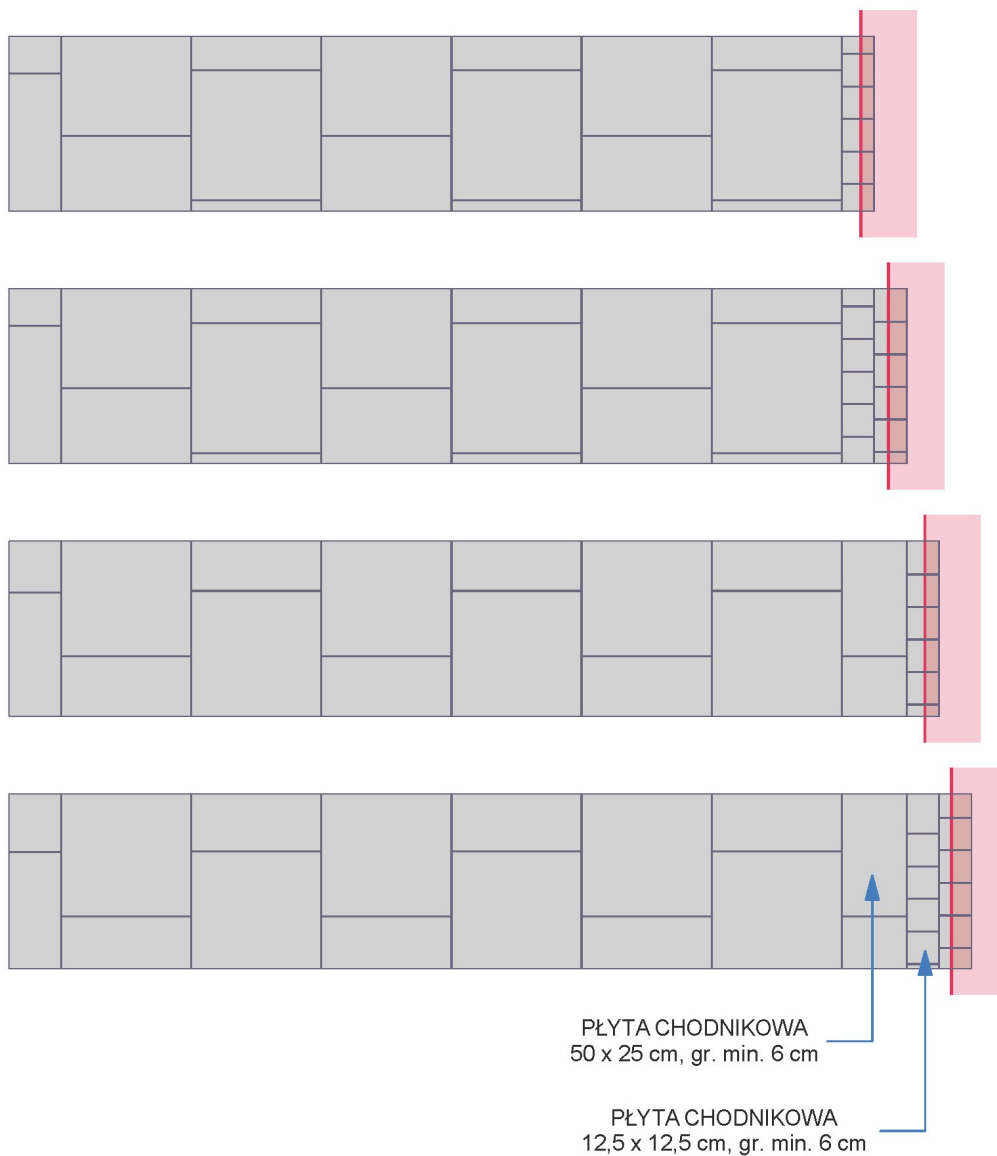 PŁYTA CHODNIKOWA
50 x 25 cm, gr. min. 6 cm
PŁYTA CHODNIKOWA
12,5 x 12,5 cm, gr. min. 6 cm